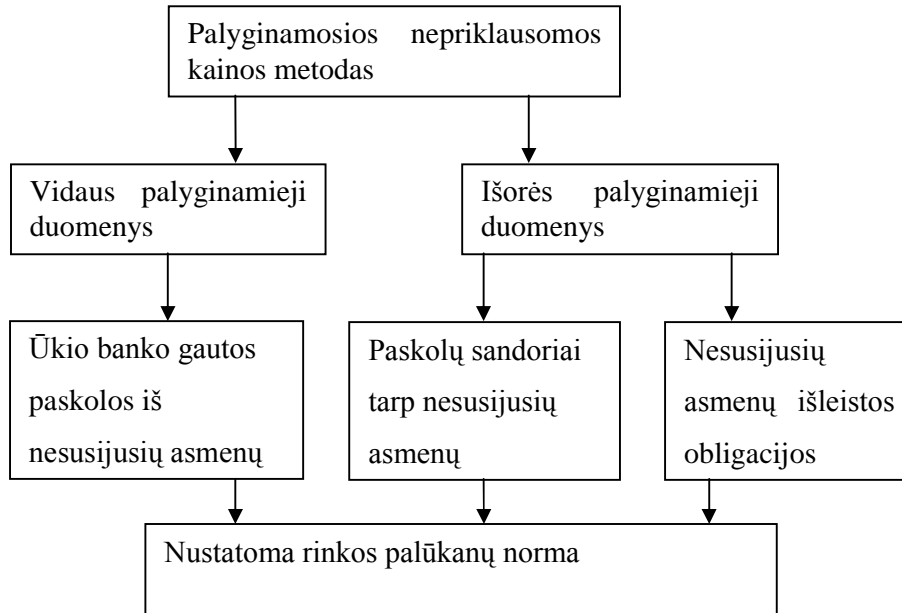 Palyginamosios nepriklausomos
kainos metodas
Vidaus palyginamieji
duomenys
Išorės palyginamieji
duomenys
Ūkio banko gautos
paskolos iš
nesusijusių asmenų
Paskolų sandoriai
tarp nesusijusių
asmenų
Nesusijusių
asmenų išleistos
obligacijos
Nustatoma rinkos palūkanų norma